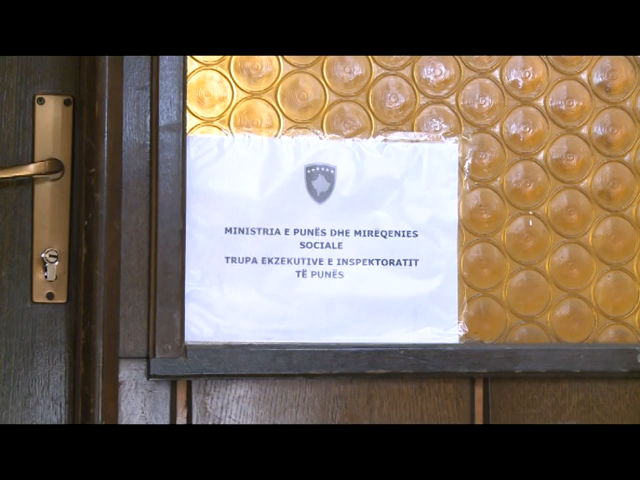 MINISTRIA E PUNËS DHE MIRËQENIES
SOCIALE
TRUPA EKZEKUTIVE E INSPEKTORATIT
TË PUNËS